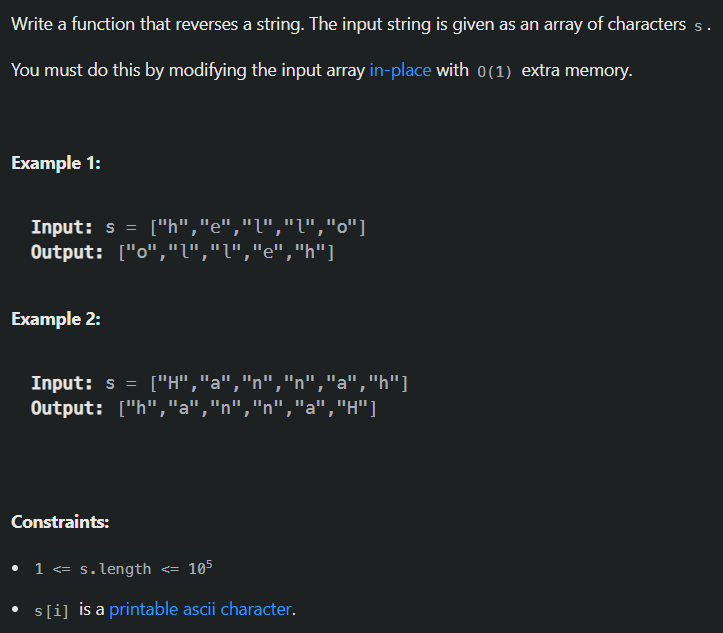 Write a function that reverses a string. The input string is given as an array of characters s .
You must do this by modifying the input array in-place with O(1) extra memory.
Example 1:
Input: s = ["h","e","l","l","o"]
Output: ["o","l","l","e","h"]
Example 2:
Input: s = ["H","a","n","n","a","h"]
Output: ["h","a","n","n","a","H"]
Constraints:
• 1 <= s.length <= 10⁵
• s[i] is a printable ascii character.